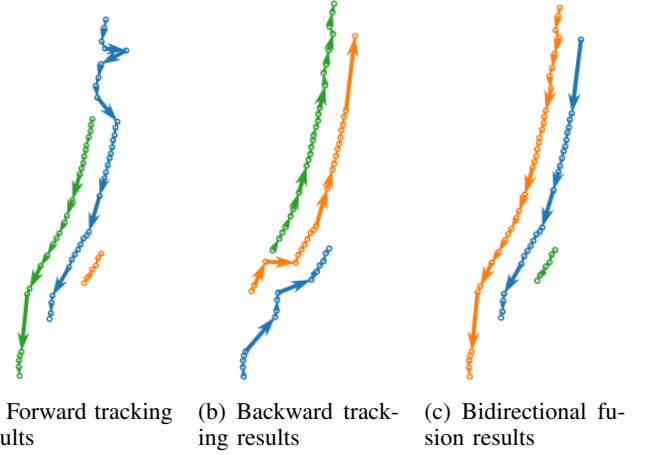 Forward tracking
ults
(b) Backward track-
ing results
(c) Bidirectional fu-
sion results